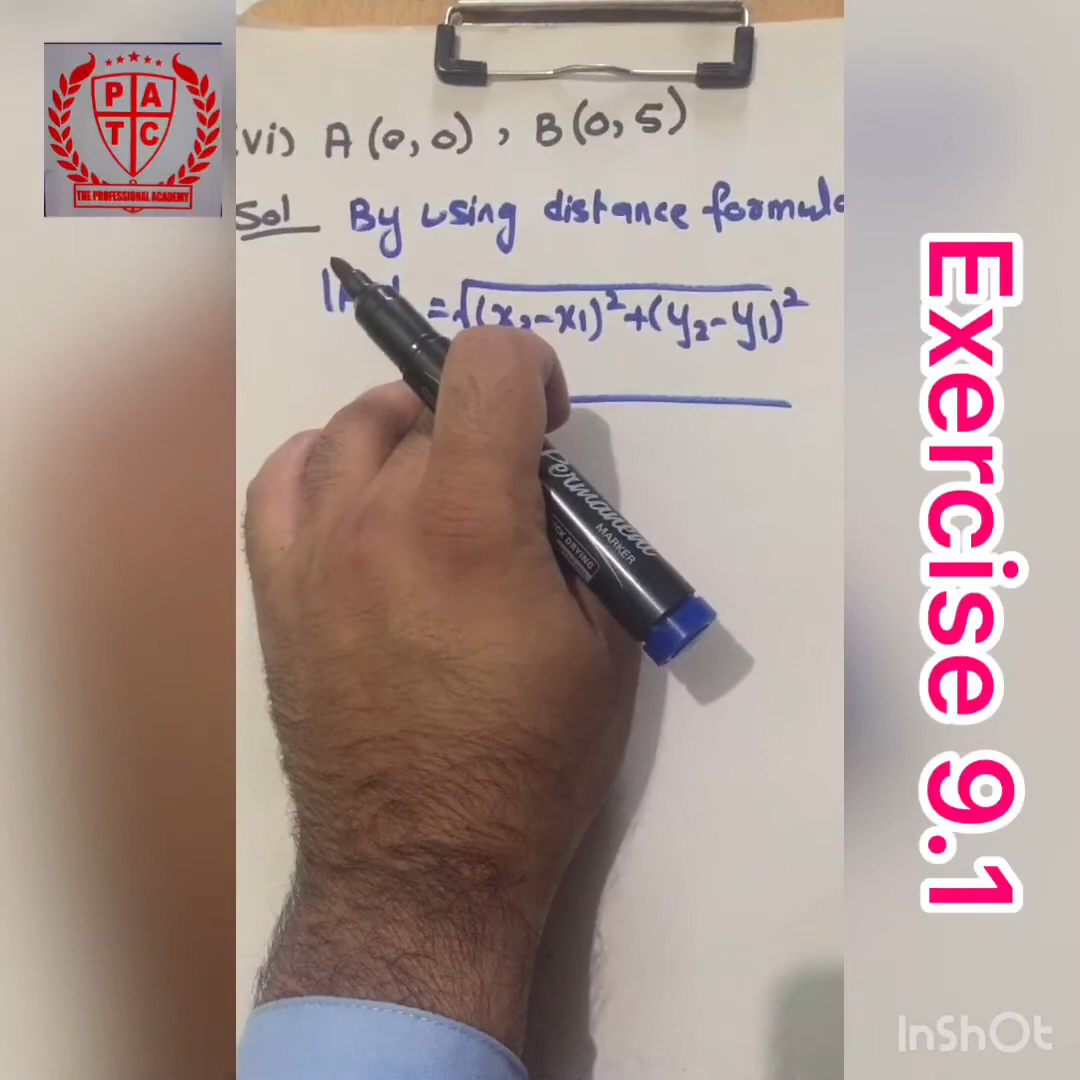 P A
T C
THE PROFESSIONAL ACADEMY
(vi) A (0,0) , B (0,5)
Sol By using distance formula
= √(x₂-x₁)²+(y₂-y₁)²
Permanent
MARKER
Exercise 9.1
InShOt